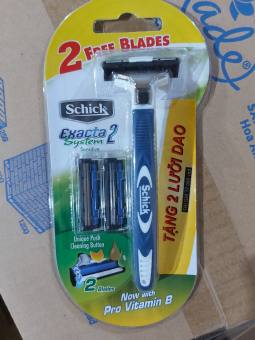 2 FREE BLADES
Schick
Exacta 2
System
Sensitive
Schick
TẶNG 2 LƯỠI DAO
Unique Push
Cleaning Button
2 Blades
Now with
Pro Vitamin B